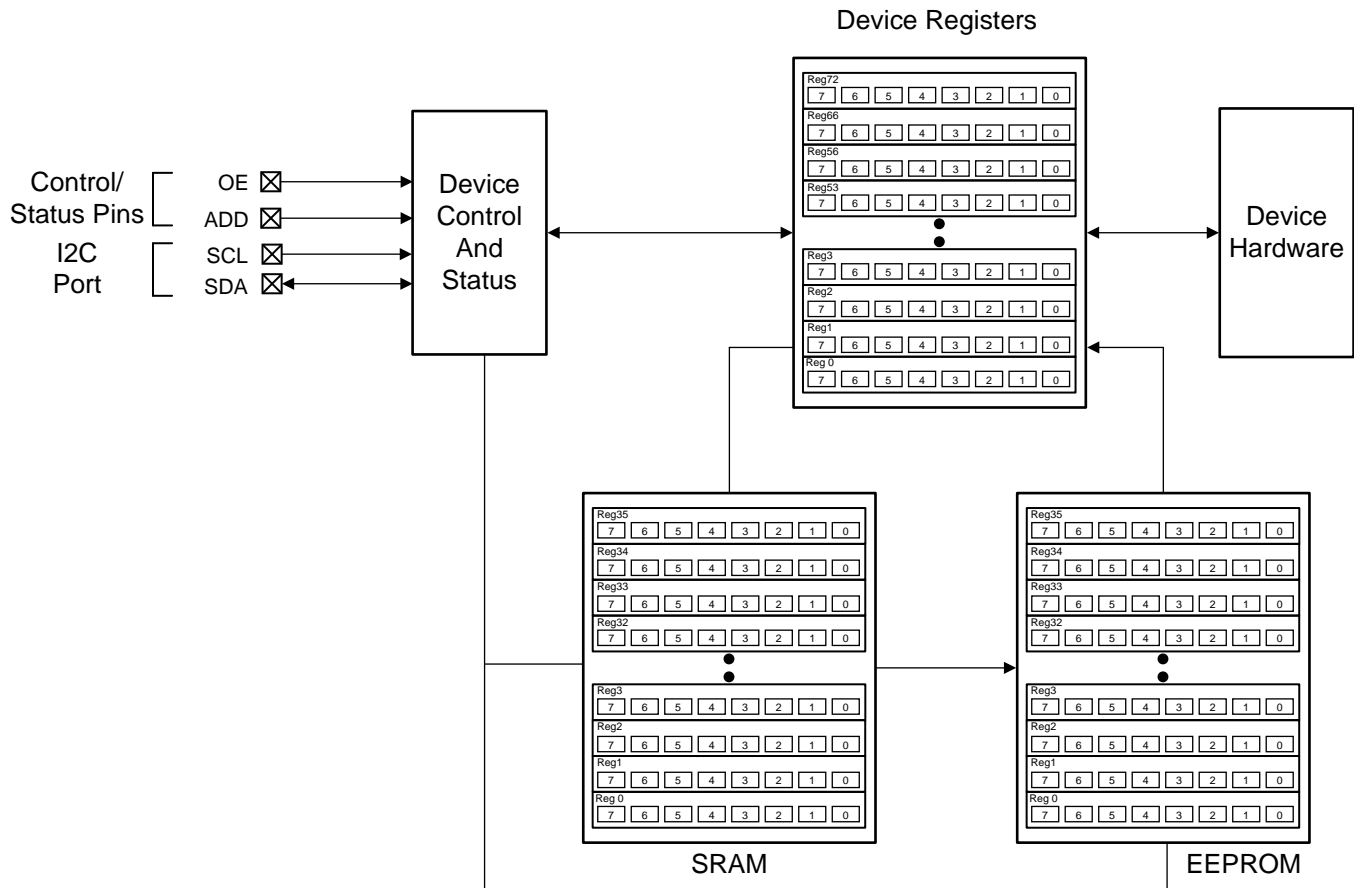 Device Registers
Reg72
7 6 5 4 3 2 1 0
Reg66
7 6 5 4 3 2 1 0
Reg56
7 6 5 4 3 2 1 0
Reg53
7 6 5 4 3 2 1 0
Reg3
7 6 5 4 3 2 1 0
Reg2
7 6 5 4 3 2 1 0
Reg1
7 6 5 4 3 2 1 0
Reg 0
7 6 5 4 3 2 1 0
Control/
Status Pins
OE
ADD
I2C
Port
SCL
SDA
Device
Control
And
Status
Device
Hardware
Reg35
7 6 5 4 3 2 1 0
Reg34
7 6 5 4 3 2 1 0
Reg33
7 6 5 4 3 2 1 0
Reg32
7 6 5 4 3 2 1 0
Reg3
7 6 5 4 3 2 1 0
Reg2
7 6 5 4 3 2 1 0
Reg1
7 6 5 4 3 2 1 0
Reg 0
7 6 5 4 3 2 1 0
SRAM
Reg35
7 6 5 4 3 2 1 0
Reg34
7 6 5 4 3 2 1 0
Reg33
7 6 5 4 3 2 1 0
Reg32
7 6 5 4 3 2 1 0
Reg3
7 6 5 4 3 2 1 0
Reg2
7 6 5 4 3 2 1 0
Reg1
7 6 5 4 3 2 1 0
Reg 0
7 6 5 4 3 2 1 0
EEPROM